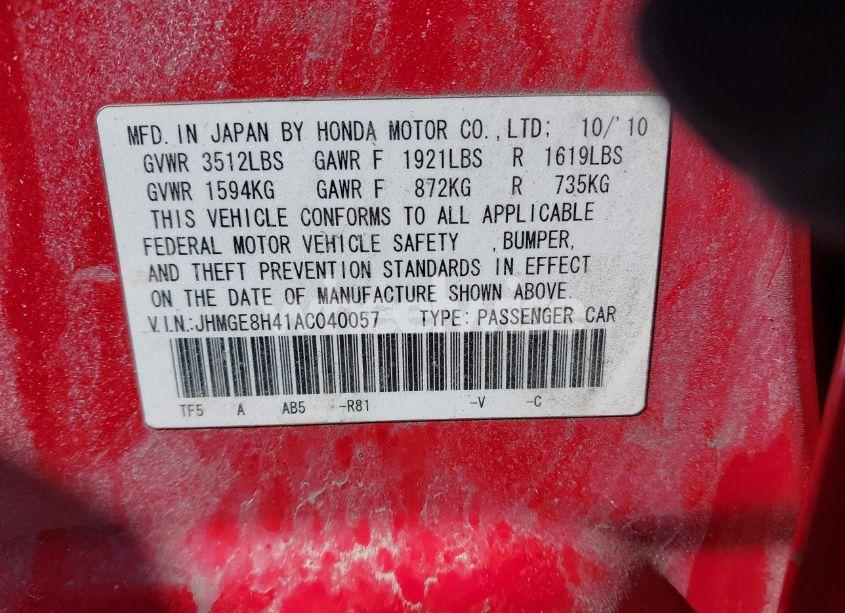 MFD. IN JAPAN BY HONDA MOTOR CO., LTD; 10/'10
GVWR 3512LBS GAWR F 1921LBS R 1619LBS
GVWR 1594KG GAWR F 872KG R 735KG
THIS VEHICLE CONFORMS TO ALL APPLICABLE
FEDERAL MOTOR VEHICLE SAFETY , BUMPER,
AND THEFT PREVENTION STANDARDS IN EFFECT
ON THE DATE OF MANUFACTURE SHOWN ABOVE.
V.I.N.:JHMGE8H41AC040057 TYPE: PASSENGER CAR
TF5 A AB5 -R81 -V -C